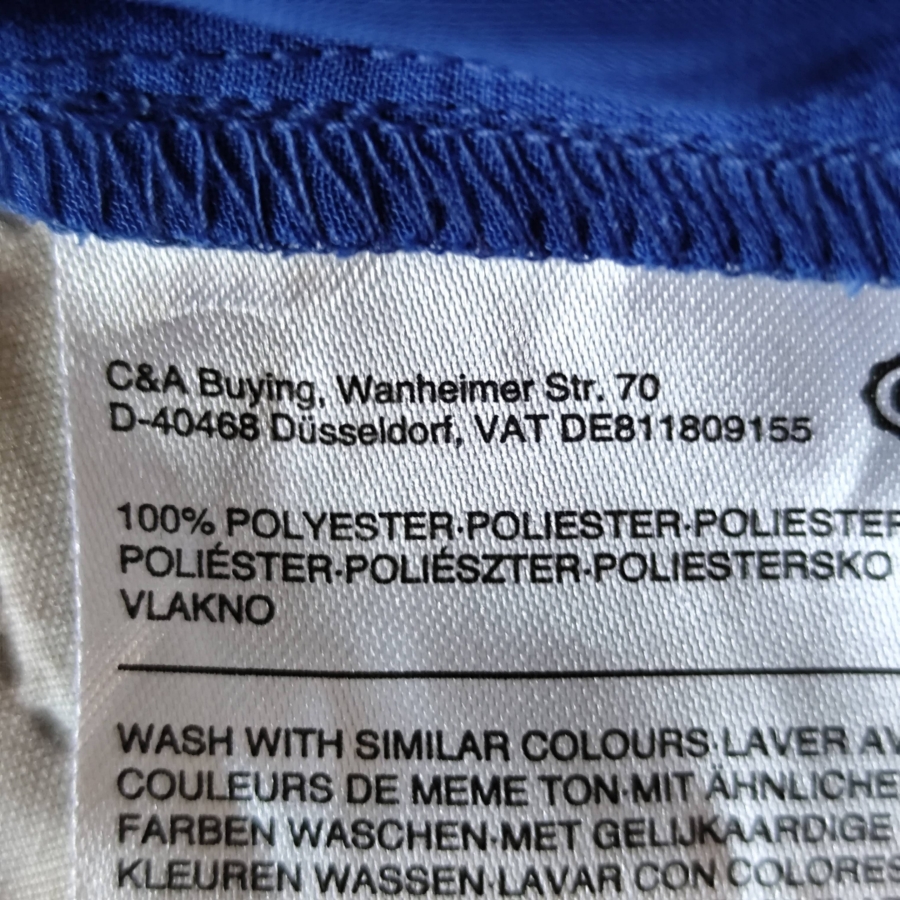 C&A Buying, Wanheimer Str. 70
D-40468 Düsseldorf, VAT DE811809155
100% POLYESTER·POLIESTER·POLIESTER
POLIÉSTER·POLIÉSZTER·POLIESTERSKO
VLAKNO
WASH WITH SIMILAR COLOURS·LAVER AV
COULEURS DE MEME TON·MIT ÄHNLICHE
FARBEN WASCHEN·MET GELIJKAARDIGE
KLEUREN WASSEN·LAVAR CON COLORES